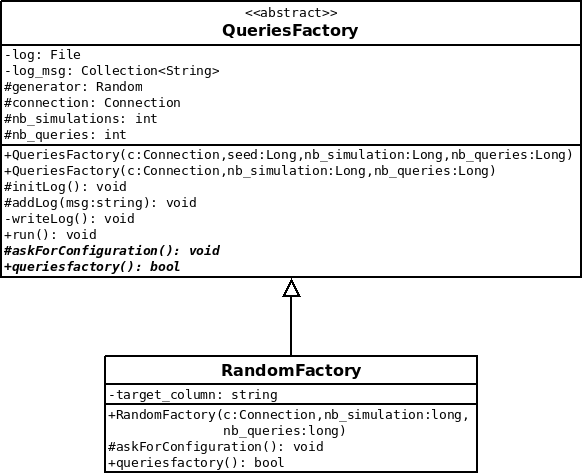 <<abstract>>
QueriesFactory
-log: File
-log_msg: Collection<String>
#generator: Random
#connection: Connection
#nb_simulations: int
#nb_queries: int
+QueriesFactory(c:Connection,seed:Long,nb_simulation:Long,nb_queries:Long)
+QueriesFactory(c:Connection,nb_simulation:Long,nb_queries:Long)
#initLog(): void
#addLog(msg:string): void
-writeLog(): void
+run(): void
#askForConfiguration(): void
+queriesfactory(): bool
RandomFactory
-target_column: string
+RandomFactory(c:Connection,nb_simulation:long,
nb_queries:long)
#askForConfiguration(): void
+queriesfactory(): bool